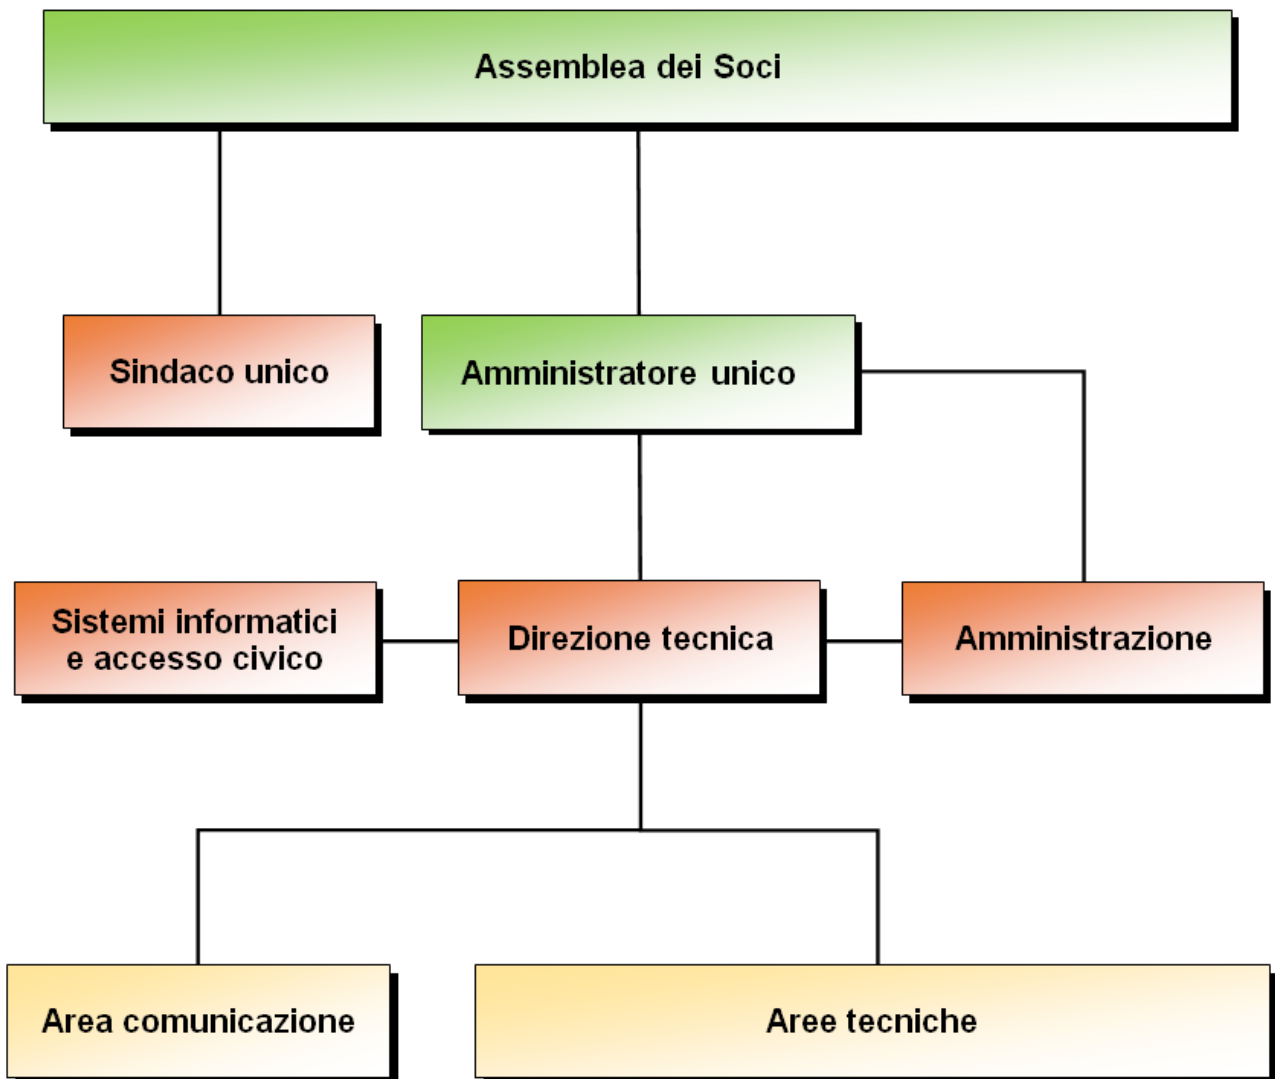 Assemblea dei Soci
Sindaco unico
Amministratore unico
Sistemi informatici
e accesso civico
Direzione tecnica
Amministrazione
Area comunicazione
Aree tecniche